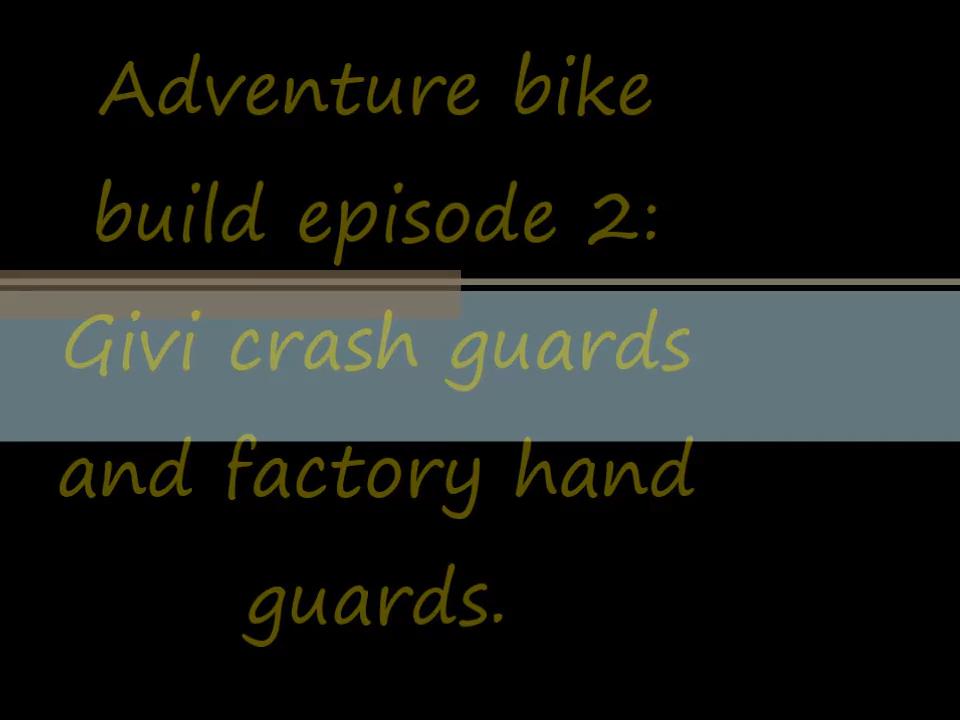 Adventure bike
build episode 2:
Givi crash guards
and factory hand
guards.